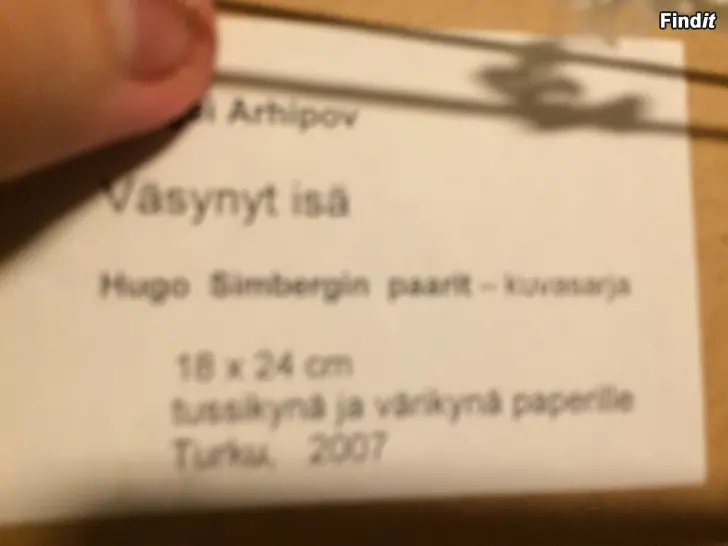 Findit
Arhipov
Väsynyt isä
Hugo Simbergin paarit – kuvasarja
18 x 24 cm
tussikynä ja värikynä paperille
Turku, 2007